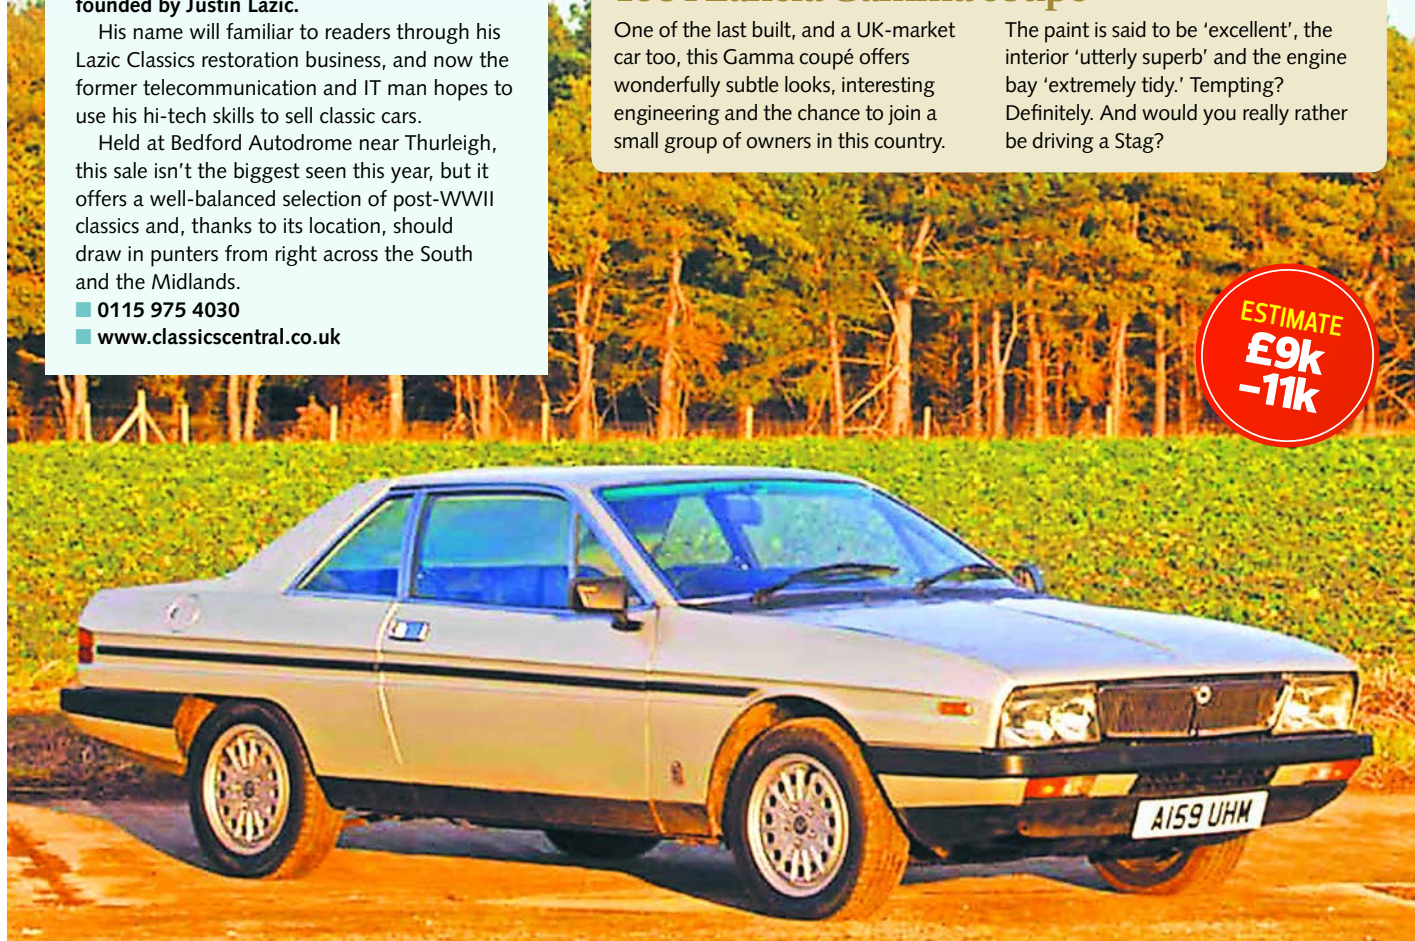 founded by Justin Lazic.
His name will familiar to readers through his
Lazic Classics restoration business, and now the
former telecommunication and IT man hopes to
use his hi-tech skills to sell classic cars.
Held at Bedford Autodrome near Thurleigh,
this sale isn't the biggest seen this year, but it
offers a well-balanced selection of post-WWII
classics and, thanks to its location, should
draw in punters from right across the South
and the Midlands.
0115 975 4030
www.classicscentral.co.uk
Lancia Gamma coupé
One of the last built, and a UK-market
car too, this Gamma coupé offers
wonderfully subtle looks, interesting
engineering and the chance to join a
small group of owners in this country.
The paint is said to be ‘excellent’, the
interior ‘utterly superb’ and the engine
bay ‘extremely tidy.’ Tempting?
Definitely. And would you really rather
be driving a Stag?
ESTIMATE
£9k
–11k
A159 UHM